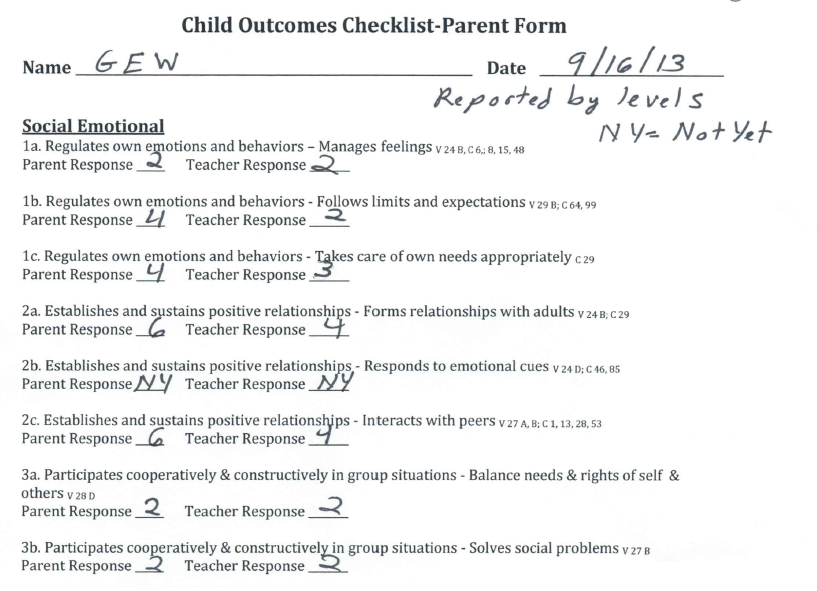 Child Outcomes Checklist-Parent Form
Name GEW Date 9/16/13
Reported by levels
NY= Not Yet
Social Emotional
1a. Regulates own emotions and behaviors – Manages feelings V 24 B, C 6,; 8, 15, 48
Parent Response 2 Teacher Response 2
1b. Regulates own emotions and behaviors - Follows limits and expectations V 29 B; C 64, 99
Parent Response 4 Teacher Response 2
1c. Regulates own emotions and behaviors - Takes care of own needs appropriately C 29
Parent Response 4 Teacher Response 3
2a. Establishes and sustains positive relationships - Forms relationships with adults V 24 B; C 29
Parent Response 6 Teacher Response 4
2b. Establishes and sustains positive relationships - Responds to emotional cues V 24 D; C 46, 85
Parent Response NY Teacher Response NY
2c. Establishes and sustains positive relationships - Interacts with peers V 27 A, B; C 1, 13, 28, 53
Parent Response 6 Teacher Response 4
3a. Participates cooperatively & constructively in group situations - Balance needs & rights of self &
others V 28 D
Parent Response 2 Teacher Response 2
3b. Participates cooperatively & constructively in group situations - Solves social problems V 27 B
Parent Response 2 Teacher Response 2